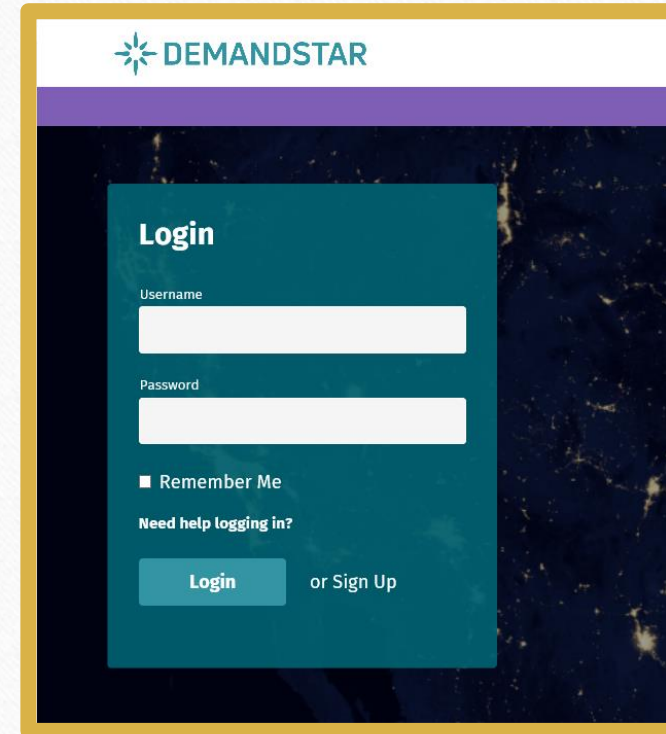 DEMANDSTAR
Login
Username
Password
Remember Me
Need help logging in?
Login or Sign Up